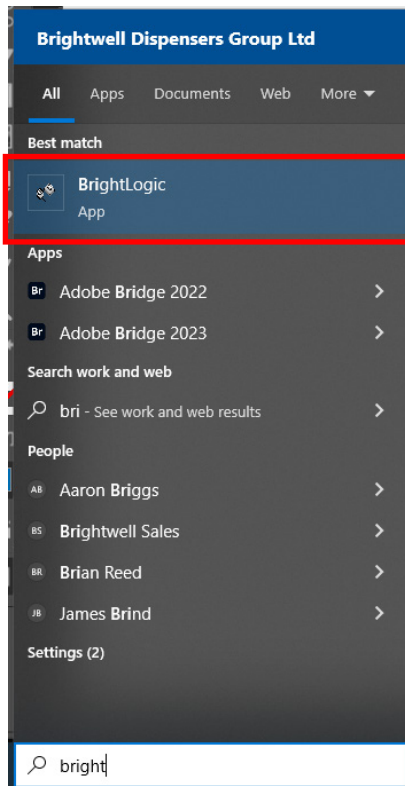 Brightwell Dispensers Group Ltd
All Apps Documents Web More
Best match
BrightLogic
App
Apps
Br Adobe Bridge 2022
Br Adobe Bridge 2023
Search work and web
bri - See work and web results
People
AB Aaron Briggs
BS Brightwell Sales
BR Brian Reed
JB James Brind
Settings (2)
bright